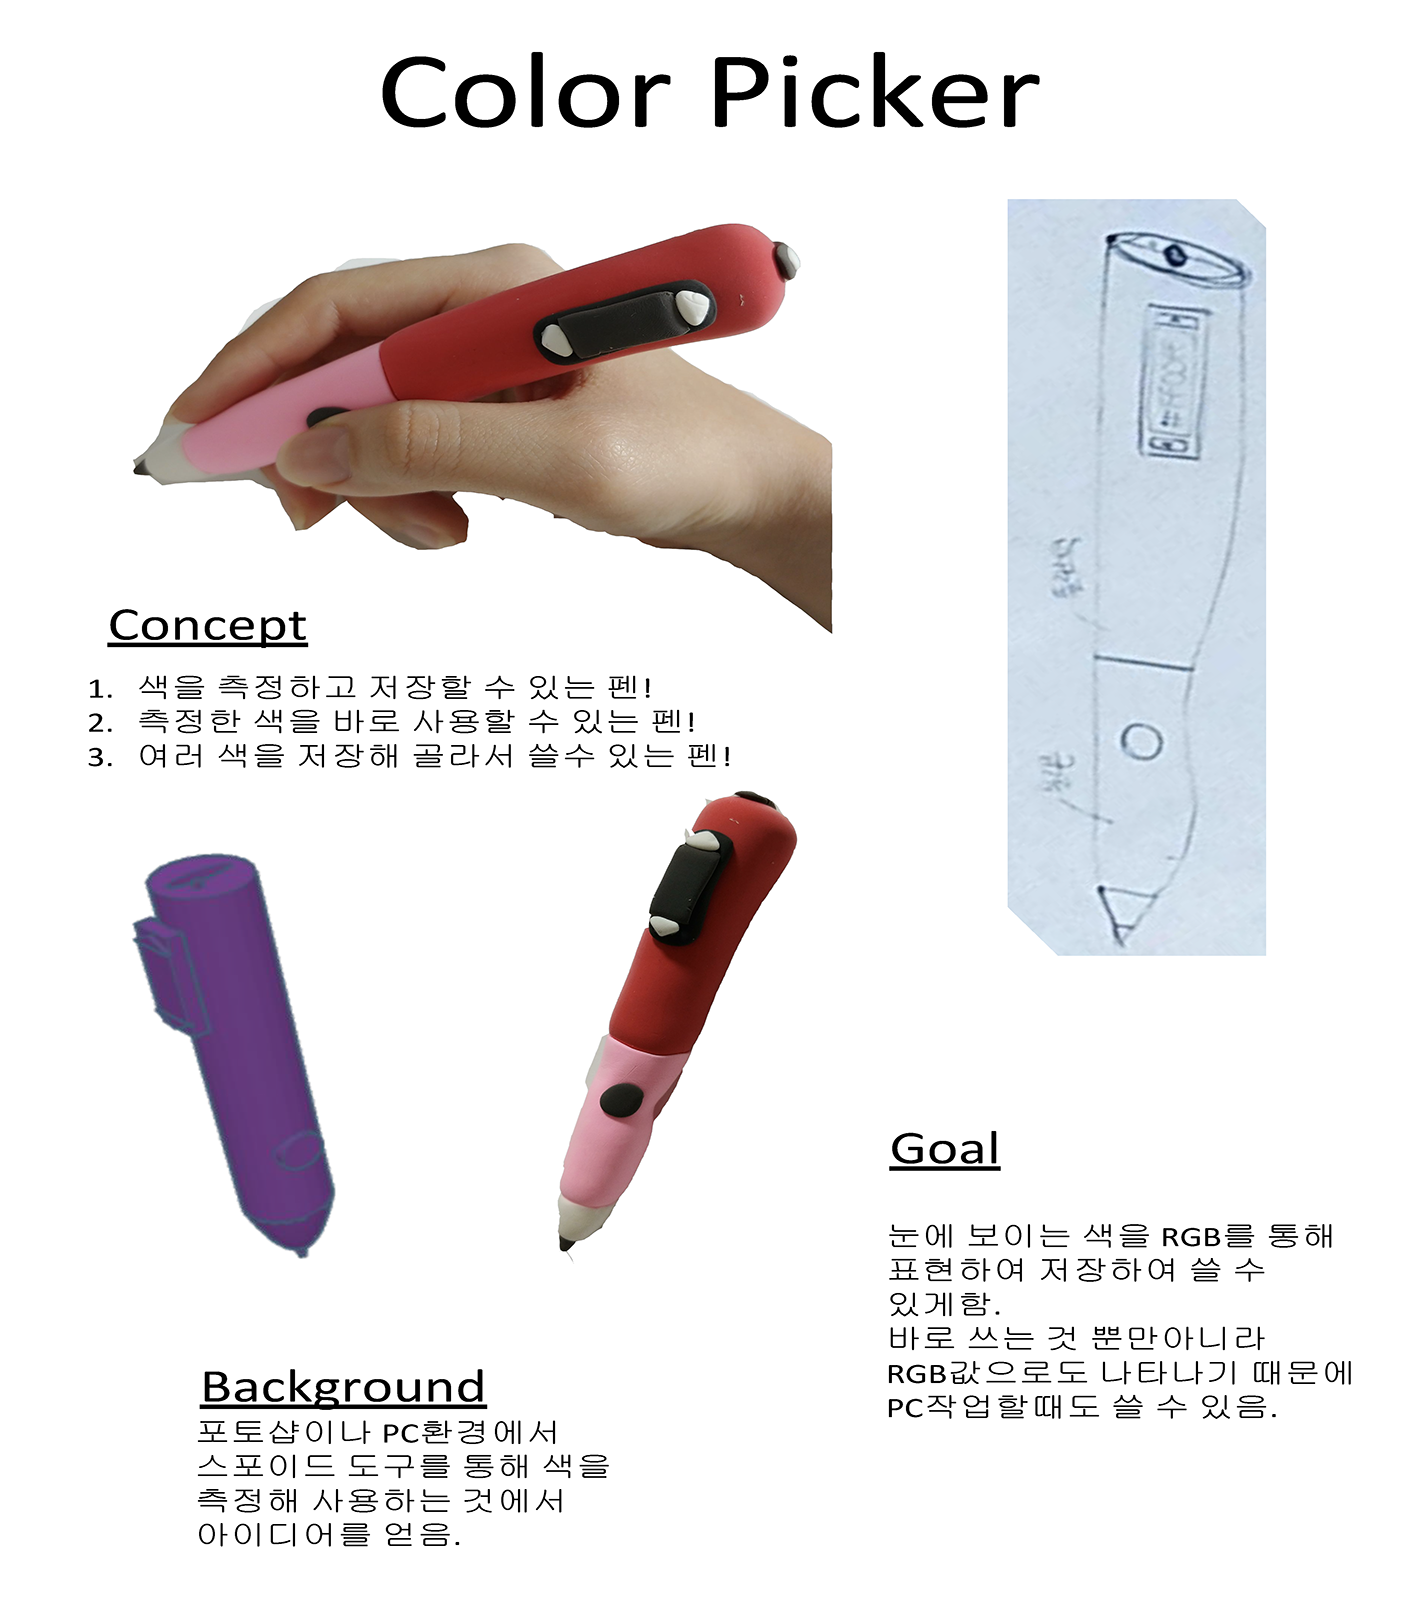 Color Picker
Concept
1. 색을 측정하고 저장할 수 있는 펜!
2. 측정한 색을 바로 사용할 수 있는 펜!
3. 여러 색을 저장해 골라서 쓸수 있는 펜!
Goal
눈에 보이는 색을 RGB를 통해
표현하여 저장하여 쓸 수
있게함.
바로 쓰는 것 뿐만아니라
RGB값으로도 나타나기 때문에
PC작업할때도 쓸 수 있음.
Background
포토샵이나 PC환경에서
스포이드 도구를 통해 색을
측정해 사용하는 것에서
아이디어를 얻음.